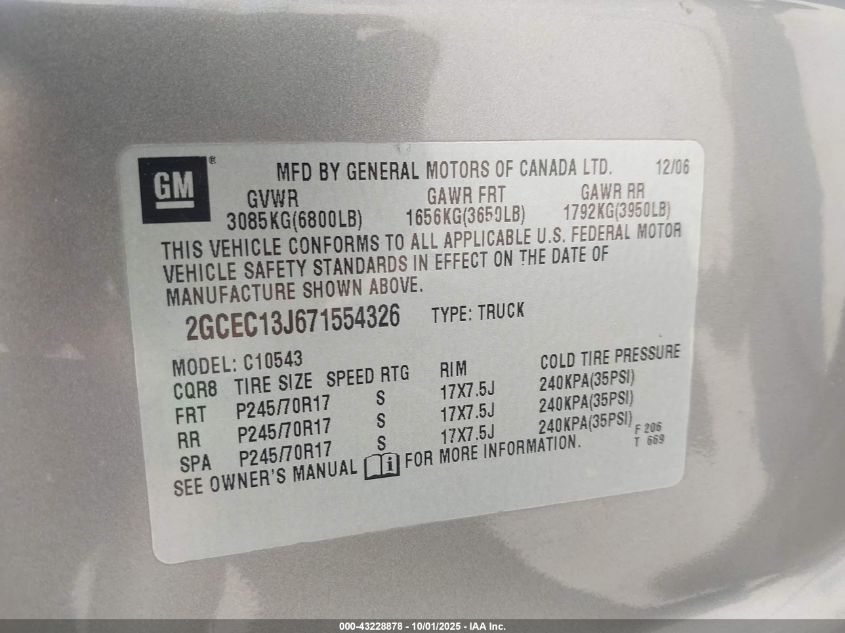 GM ® MFD BY GENERAL MOTORS OF CANADA LTD. 12/06
GVWR GAWR FRT GAWR RR
3085KG(6800LB) 1656KG(3650LB) 1792KG(3950LB)
THIS VEHICLE CONFORMS TO ALL APPLICABLE U.S. FEDERAL MOTOR
VEHICLE SAFETY STANDARDS IN EFFECT ON THE DATE OF
MANUFACTURE SHOWN ABOVE.
2GCEC13J671554326 TYPE: TRUCK
MODEL: C10543
CQR8 TIRE SIZE SPEED RTG RIM COLD TIRE PRESSURE
FRT P245/70R17 S 17X7.5J 240KPA(35PSI)
RR P245/70R17 S 17X7.5J 240KPA(35PSI)
SPA P245/70R17 S 17X7.5J 240KPA(35PSI)
F 206
T 669
SEE OWNER'S MANUAL i FOR MORE INFORMATION.
000-43228878 - 10/01/2025 - IAA Inc.